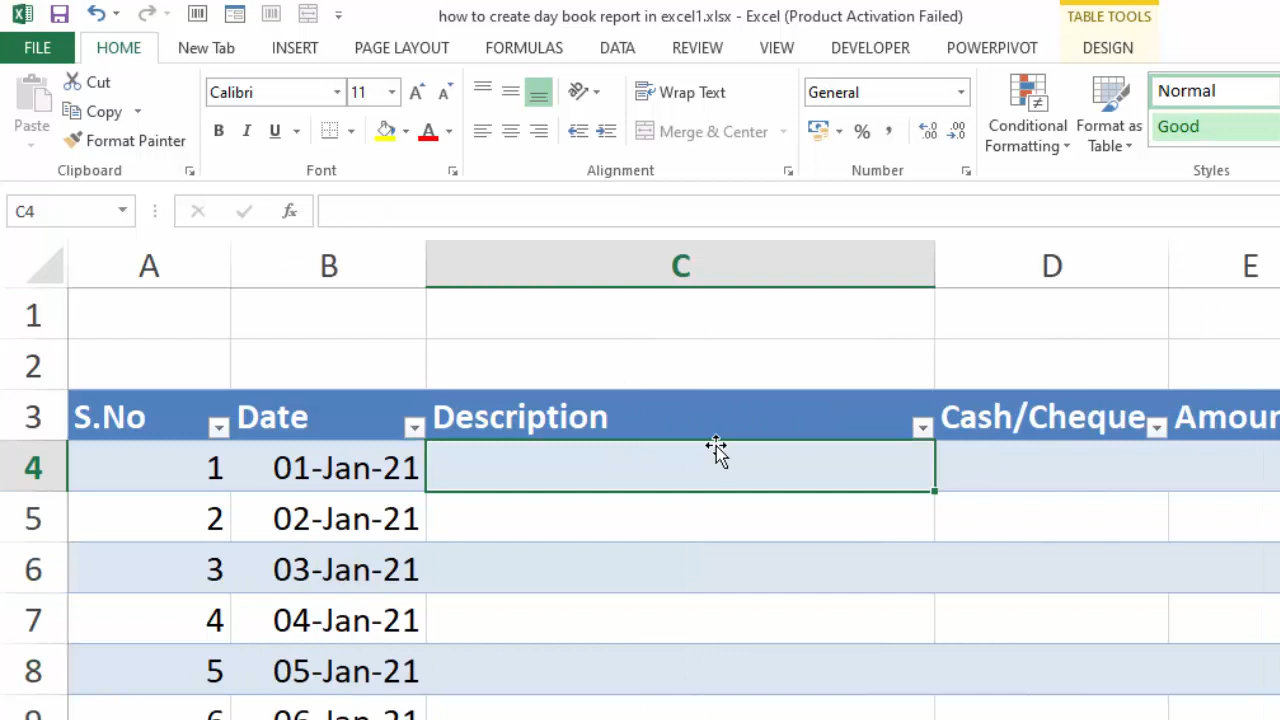 how to create day book report in excel1.xlsx - Excel (Product Activation Failed)
TABLE TOOLS
FILE HOME New Tab INSERT PAGE LAYOUT FORMULAS DATA REVIEW VIEW DEVELOPER POWERPIVOT DESIGN
Paste
Cut
Copy
Format Painter
Clipboard
Calibri 11
B I U A
Font
Wrap Text
Merge & Center
Alignment
General
% ,
Number
Conditional Formatting
Format as Table
Normal
Good
Styles
C4 fx
A B C D E
1
2
3 S.No Date Description Cash/Cheque
4 1 01-Jan-21
5 2 02-Jan-21
6 3 03-Jan-21
7 4 04-Jan-21
8 5 05-Jan-21